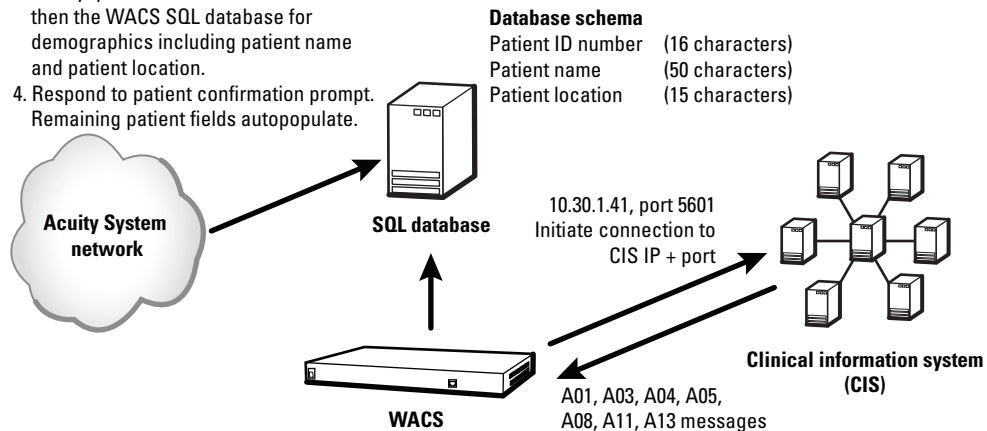 then the WACS SQL database for
demographics including patient name
and patient location.
4. Respond to patient confirmation prompt.
Remaining patient fields autopopulate.
Database schema
Patient ID number (16 characters)
Patient name (50 characters)
Patient location (15 characters)
Acuity System
network
SQL database
10.30.1.41, port 5601
Initiate connection to
CIS IP + port
Clinical information system
(CIS)
WACS
A01, A03, A04, A05,
A08, A11, A13 messages